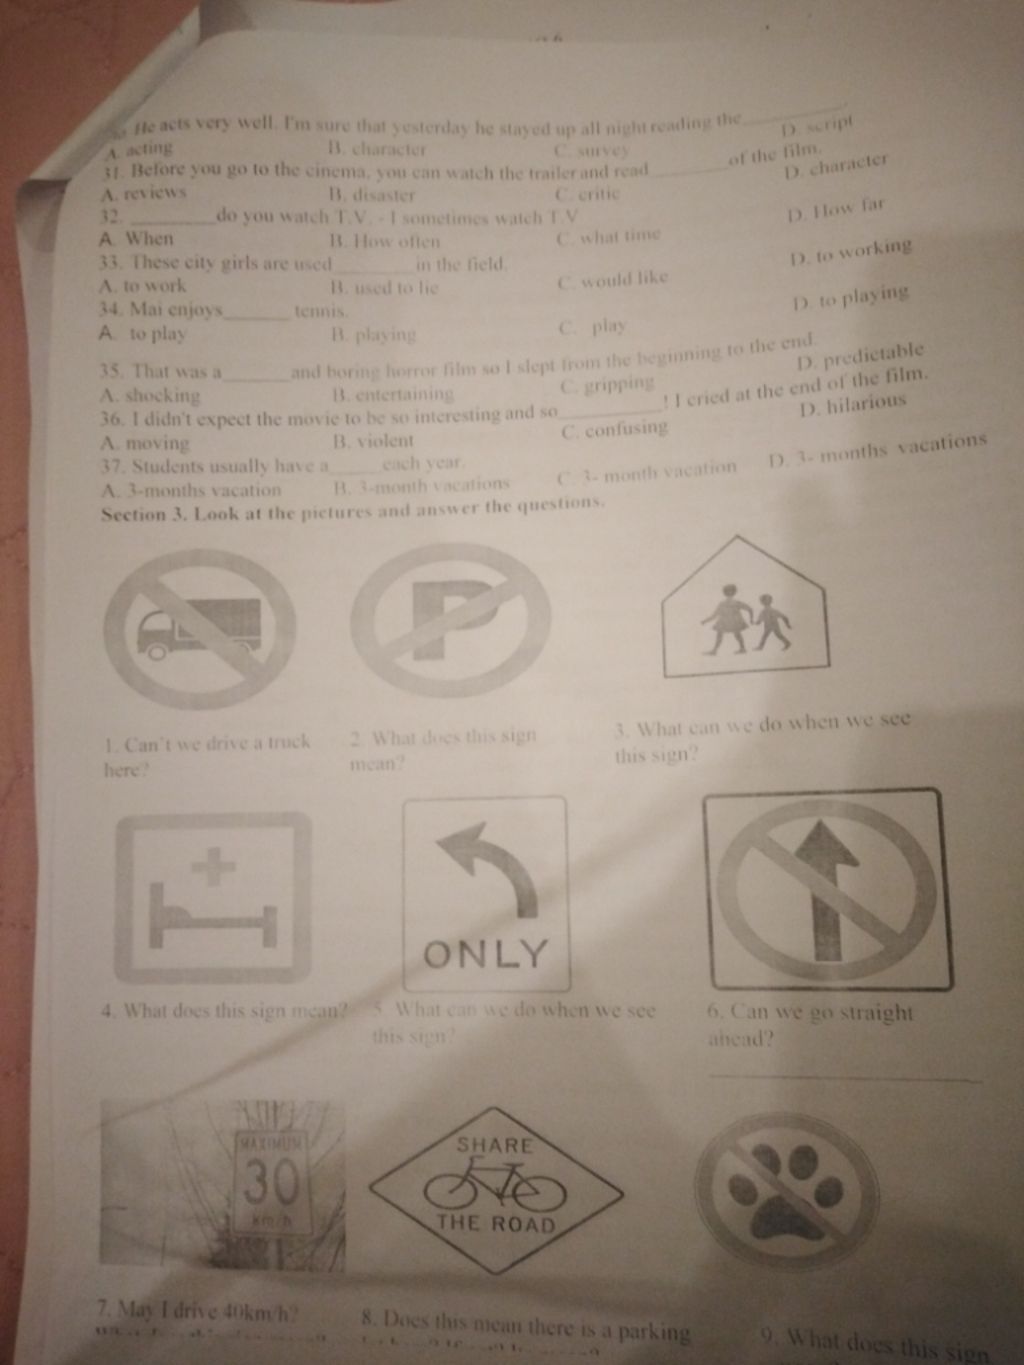 He acts very well. I'm sure that yesterday he stayed up all night reading the__________.
A. acting B. character C. survey D. script
31. Before you go to the cinema, you can watch the trailer and read________of the film.
A. reviews B. disaster C. critic D. character
32. ________do you watch T.V. - I sometimes watch T.V
A. When B. How often C. what time D. How far
33. These city girls are used________in the field.
A. to work B. used to lie C. would like D. to working
34. Mai enjoys_______ tennis.
A. to play B. playing C. play D. to playing
35. That was a_______and boring horror film so I slept from the beginning to the end.
A. shocking B. entertaining C. gripping D. predictable
36. I didn't expect the movie to be so interesting and so__________! I cried at the end of the film.
A. moving B. violent C. confusing D. hilarious
37. Students usually have a_____each year.
A. 3-months vacation B. 3-month vacations C. 3- month vacation D. 3- months vacations
Section 3. Look at the pictures and answer the questions.
P
1. Can't we drive a truck
here?
2. What does this sign
mean?
3. What can we do when we see
this sign?
ONLY
4. What does this sign mean?
5. What can we do when we see
this sign?
6. Can we go straight
ahead?
MAXIMUM
30
km/h
SHARE
THE ROAD
7. May I drive 40km/h?
8. Does this mean there is a parking
9. What does this sign